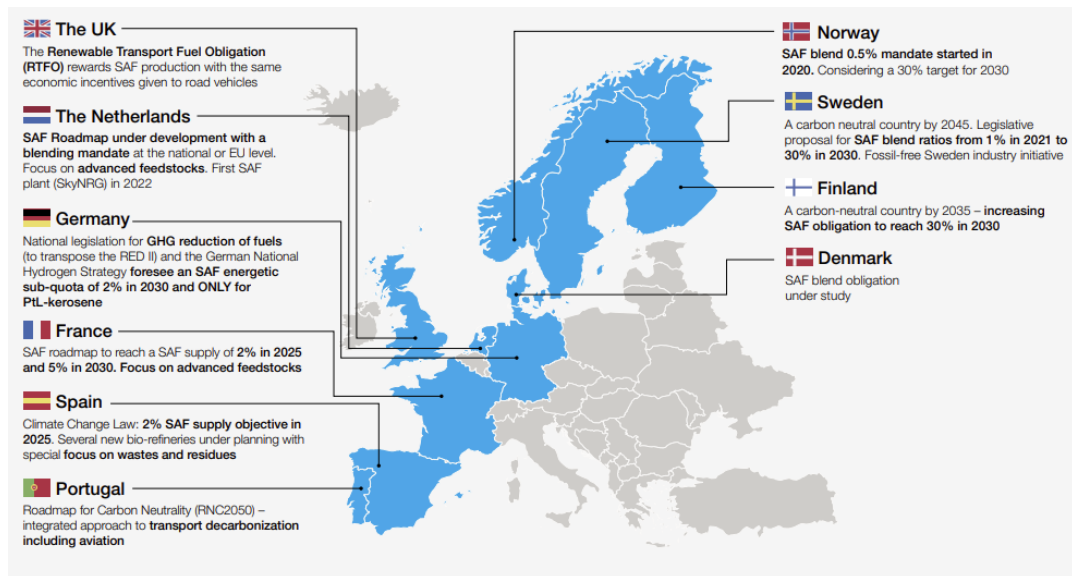 The UK
The Renewable Transport Fuel Obligation
(RTFO) rewards SAF production with the same
economic incentives given to road vehicles
The Netherlands
SAF Roadmap under development with a
blending mandate at the national or EU level.
Focus on advanced feedstocks. First SAF
plant (SkyNRG) in 2022
Germany
National legislation for GHG reduction of fuels
(to transpose the RED II) and the German National
Hydrogen Strategy foresee an SAF energetic
sub-quota of 2% in 2030 and ONLY for
PtL-kerosene
France
SAF roadmap to reach a SAF supply of 2% in 2025
and 5% in 2030. Focus on advanced feedstocks
Spain
Climate Change Law: 2% SAF supply objective in
2025. Several new bio-refineries under planning with
special focus on wastes and residues
Portugal
Roadmap for Carbon Neutrality (RNC2050) –
integrated approach to transport decarbonization
including aviation
Norway
SAF blend 0.5% mandate started in
2020. Considering a 30% target for 2030
Sweden
A carbon neutral country by 2045. Legislative
proposal for SAF blend ratios from 1% in 2021 to
30% in 2030. Fossil-free Sweden industry initiative
Finland
A carbon-neutral country by 2035 – increasing
SAF obligation to reach 30% in 2030
Denmark
SAF blend obligation
under study